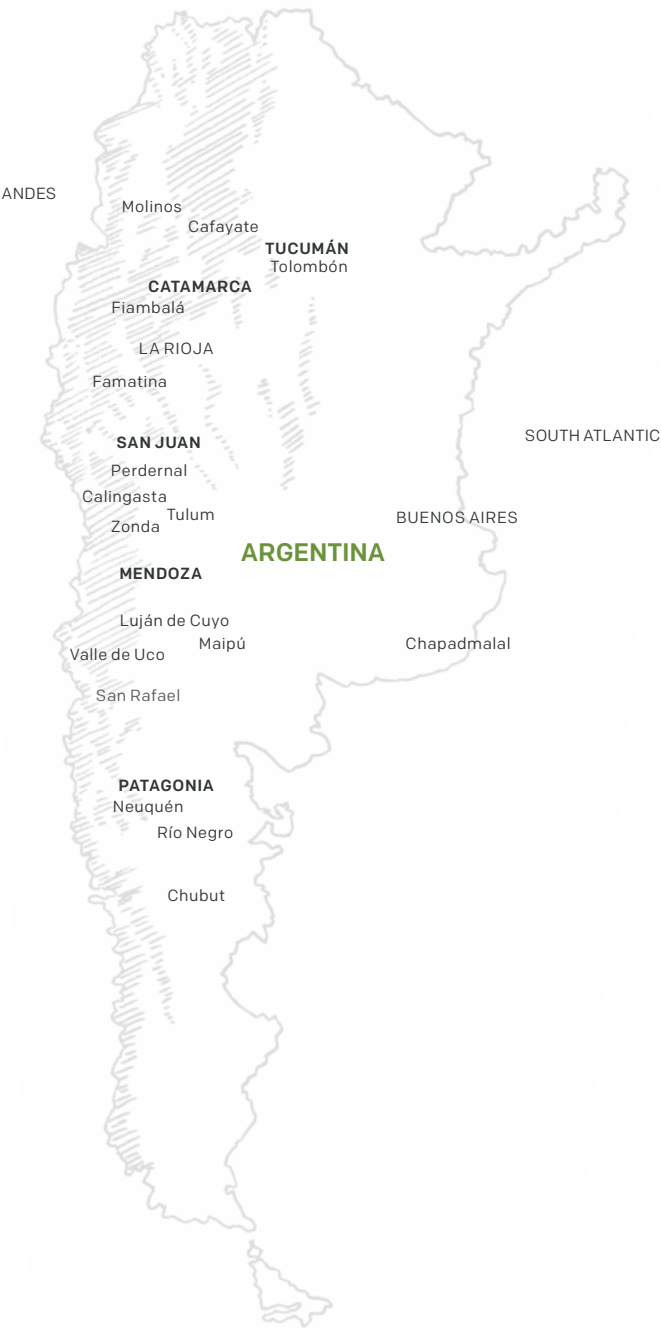 ANDES
Molinos
Cafayate
TUCUMÁN
Tolombón
CATAMARCA
Fiambalá
LA RIOJA
Famatina
SOUTH ATLANTIC
SAN JUAN
Perdernal
Calingasta
Tulum
Zonda
BUENOS AIRES
ARGENTINA
MENDOZA
Luján de Cuyo
Maipú
Chapadmalal
Valle de Uco
San Rafael
PATAGONIA
Neuquén
Río Negro
Chubut